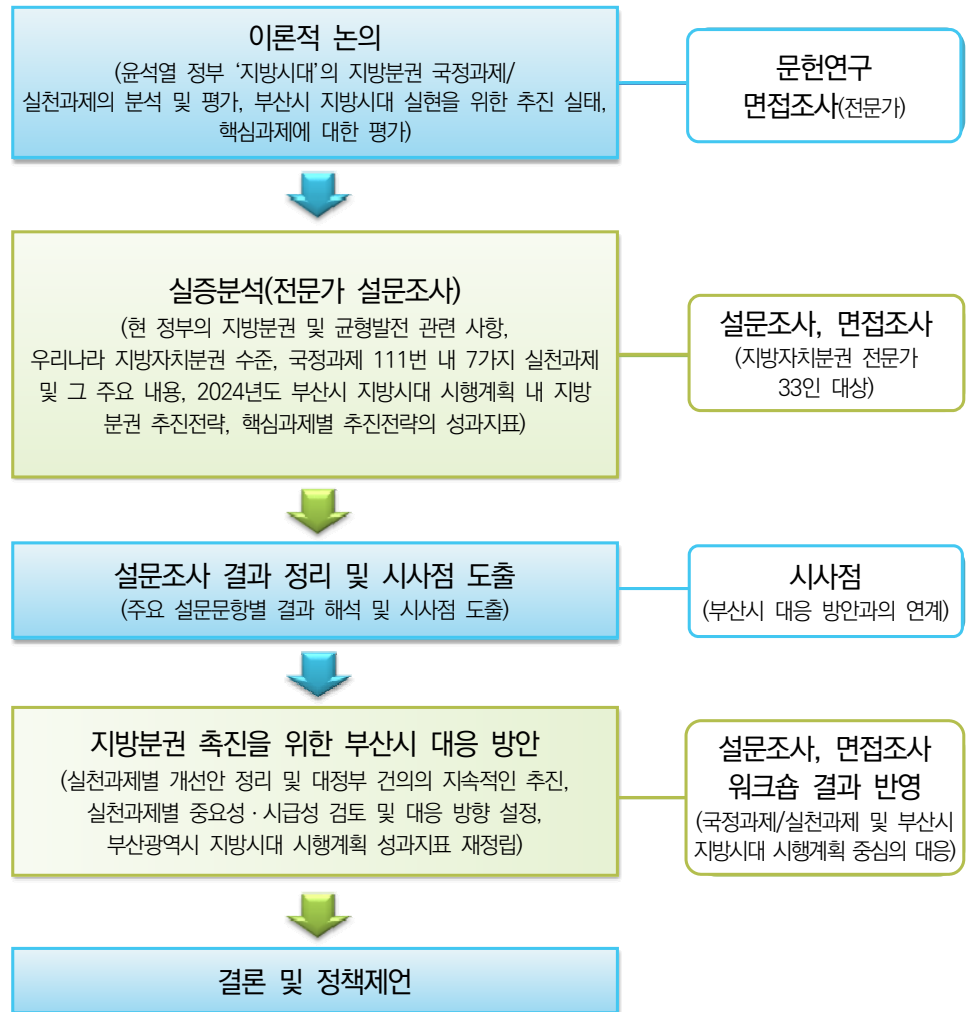 이론적 논의
(윤석열 정부 ‘지방시대’의 지방분권 국정과제/
실천과제의 분석 및 평가, 부산시 지방시대 실현을 위한 추진 실태,
핵심과제에 대한 평가)
문헌연구
면접조사(전문가)
실증분석(전문가 설문조사)
(현 정부의 지방분권 및 균형발전 관련 사항,
우리나라 지방자치분권 수준, 국정과제 111번 내 7가지 실천과제
및 그 주요 내용, 2024년도 부산시 지방시대 시행계획 내 지방
분권 추진전략, 핵심과제별 추진전략의 성과지표)
설문조사, 면접조사
(지방자치분권 전문가
33인 대상)
설문조사 결과 정리 및 시사점 도출
(주요 설문문항별 결과 해석 및 시사점 도출)
시사점
(부산시 대응 방안과의 연계)
지방분권 촉진을 위한 부산시 대응 방안
(실천과제별 개선안 정리 및 대정부 건의의 지속적인 추진,
실천과제별 중요성·시급성 검토 및 대응 방향 설정,
부산광역시 지방시대 시행계획 성과지표 재정립)
설문조사, 면접조사
워크숍 결과 반영
(국정과제/실천과제 및 부산시
지방시대 시행계획 중심의 대응)
결론 및 정책제언